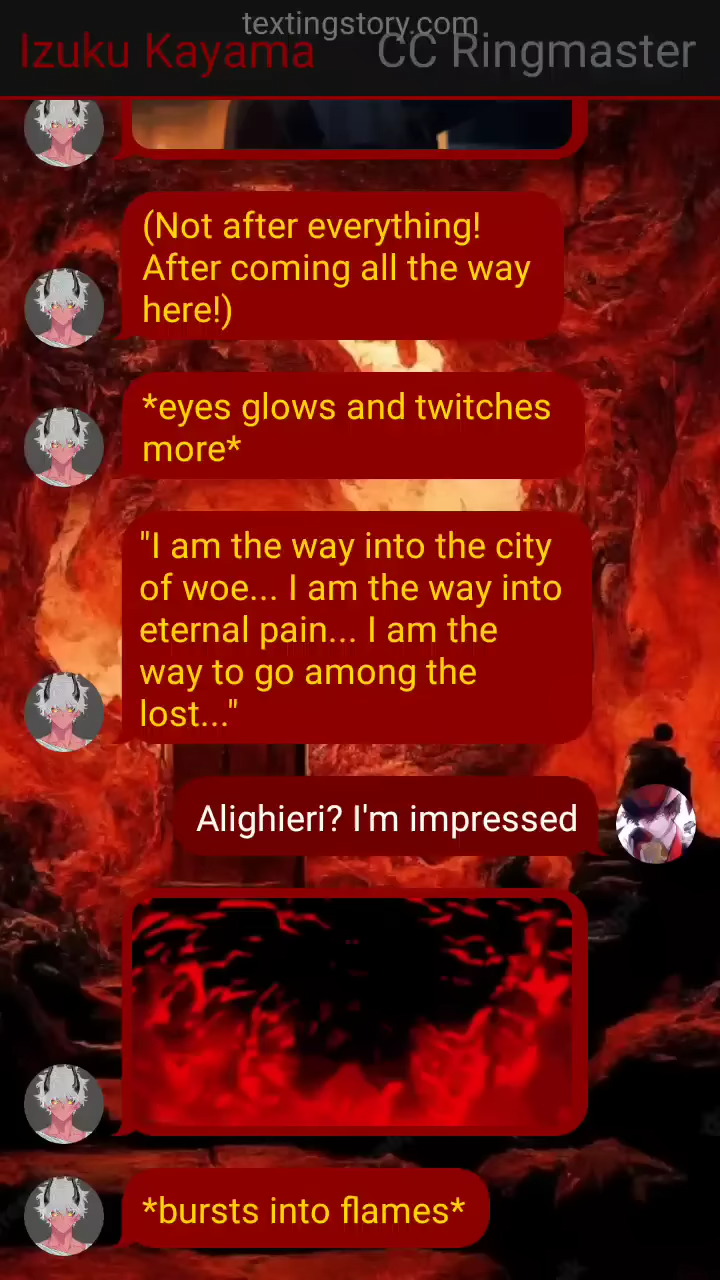 textingstory.com
Izuku Kayama CC Ringmaster
(Not after everything!
After coming all the way
here!)
*eyes glows and twitches
more*
"I am the way into the city
of woe... I am the way into
eternal pain... I am the
way to go among the
lost..."
Alighieri? I'm impressed
*bursts into flames*